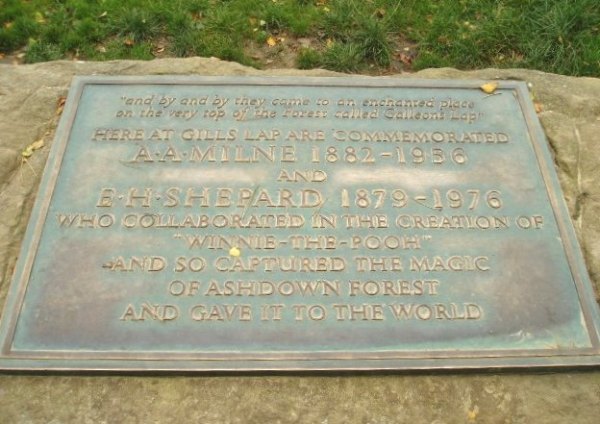 "and by and by they came to an enchanted place
on the very top of the Forest called Galleons Lap"
HERE AT GILLS LAP ARE COMMEMORATED
A·A·MILNE 1882-1956
AND
E·H·SHEPARD 1879-1976
WHO COLLABORATED IN THE CREATION OF
"WINNIE-THE-POOH"
AND SO CAPTURED THE MAGIC
OF ASHDOWN FOREST
AND GAVE IT TO THE WORLD